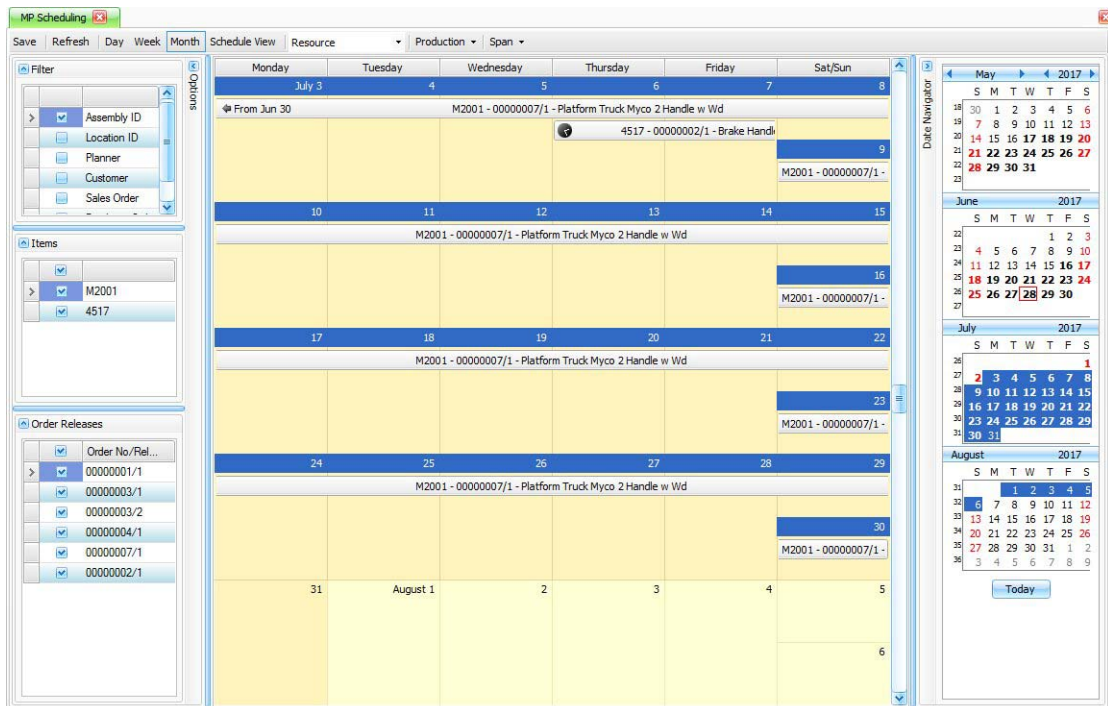 MP Scheduling
Save Refresh Day Week Month Schedule View Resource Production Span
Filter
Assembly ID
Location ID
Planner
Customer
Sales Order
Items
M2001
4517
Order Releases
Order No/Rel...
00000001/1
00000003/1
00000003/2
00000004/1
00000007/1
00000002/1
Options
Monday Tuesday Wednesday Thursday Friday Sat/Sun
July 3 4 5 6 7 8
From Jun 30 M2001 - 00000007/1 - Platform Truck Myco 2 Handle w Wd
4517 - 00000002/1 - Brake Handl
9
M2001 - 00000007/1 -
10 11 12 13 14 15
M2001 - 00000007/1 - Platform Truck Myco 2 Handle w Wd
16
M2001 - 00000007/1 -
17 18 19 20 21 22
M2001 - 00000007/1 - Platform Truck Myco 2 Handle w Wd
23
M2001 - 00000007/1 -
24 25 26 27 28 29
M2001 - 00000007/1 - Platform Truck Myco 2 Handle w Wd
30
M2001 - 00000007/1 -
31 August 1 2 3 4 5
6
Date Navigator
May 2017
S M T W T F S
18 30 1 2 3 4 5 6
19 7 8 9 10 11 12 13
20 14 15 16 17 18 19 20
21 21 22 23 24 25 26 27
22 28 29 30 31
23
June 2017
S M T W T F S
22 1 2 3
23 4 5 6 7 8 9 10
24 11 12 13 14 15 16 17
25 18 19 20 21 22 23 24
26 25 26 27 28 29 30
27
July 2017
S M T W T F S
26 1
27 2 3 4 5 6 7 8
28 9 10 11 12 13 14 15
29 16 17 18 19 20 21 22
30 23 24 25 26 27 28 29
31 30 31
August 2017
S M T W T F S
31 1 2 3 4 5
32 6 7 8 9 10 11 12
33 13 14 15 16 17 18 19
34 20 21 22 23 24 25 26
35 27 28 29 30 31 1 2
36 3 4 5 6 7 8 9
Today